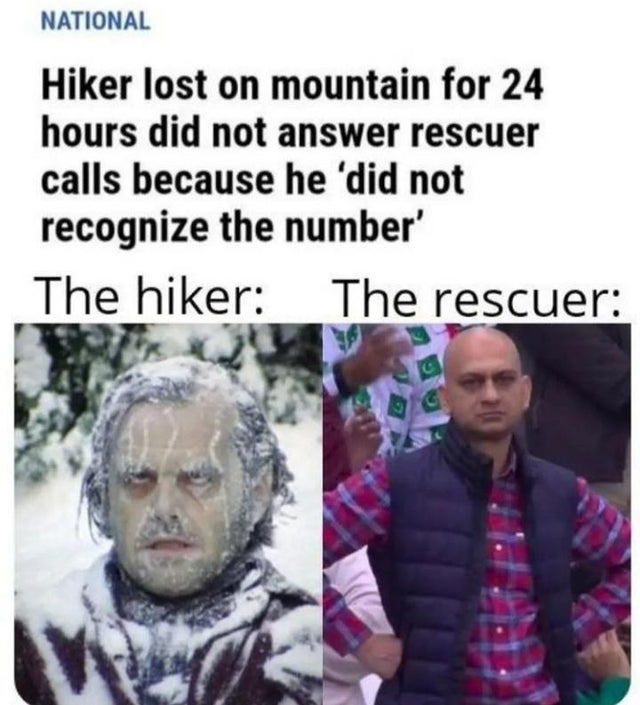 NATIONAL
Hiker lost on mountain for 24
hours did not answer rescuer
calls because he ‘did not
recognize the number’
The hiker:
The rescuer: